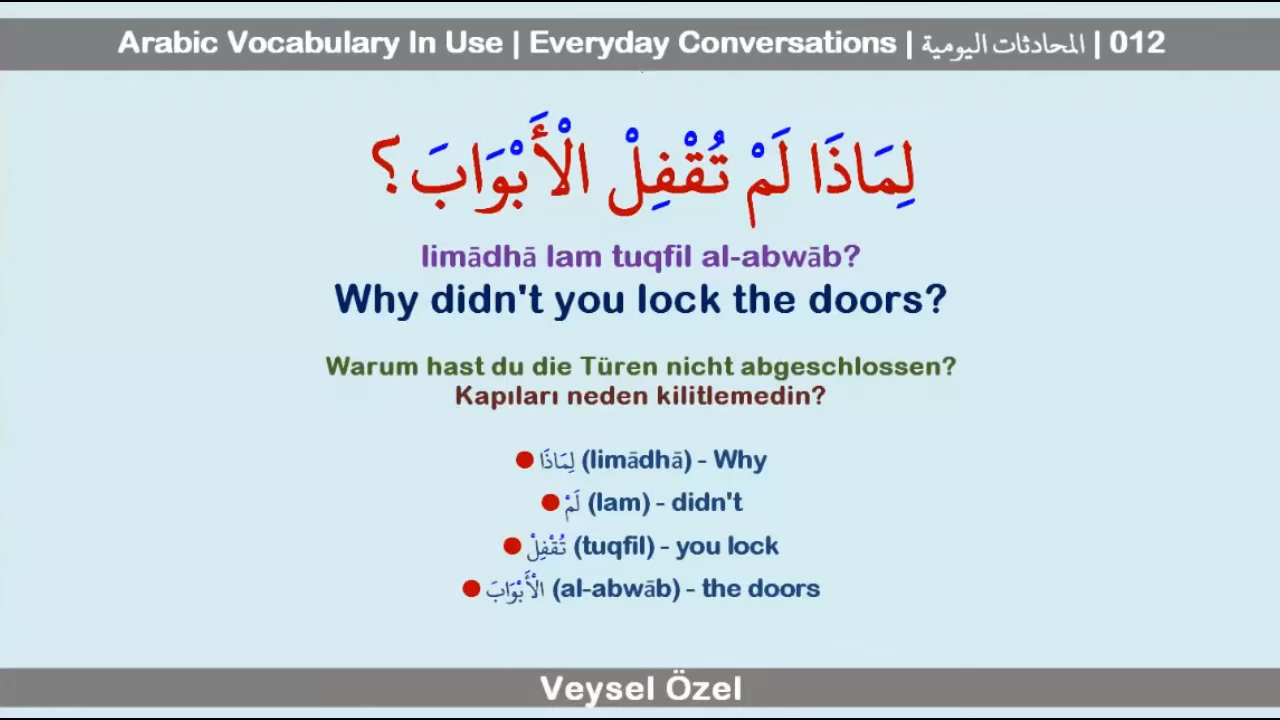 Arabic Vocabulary In Use | Everyday Conversations | المحادثات اليومية | 012
لِمَاذَا لَمْ تُقْفِلْ الْأَبْوَابَ؟
limādhā lam tuqfil al-abwāb?
Why didn't you lock the doors?
Warum hast du die Türen nicht abgeschlossen?
Kapıları neden kilitlemedin?
● لِمَاذَا (limādhā) - Why
● لَمْ (lam) - didn't
● تُقْفِلْ (tuqfil) - you lock
● الْأَبْوَابَ (al-abwāb) - the doors
Veysel Özel